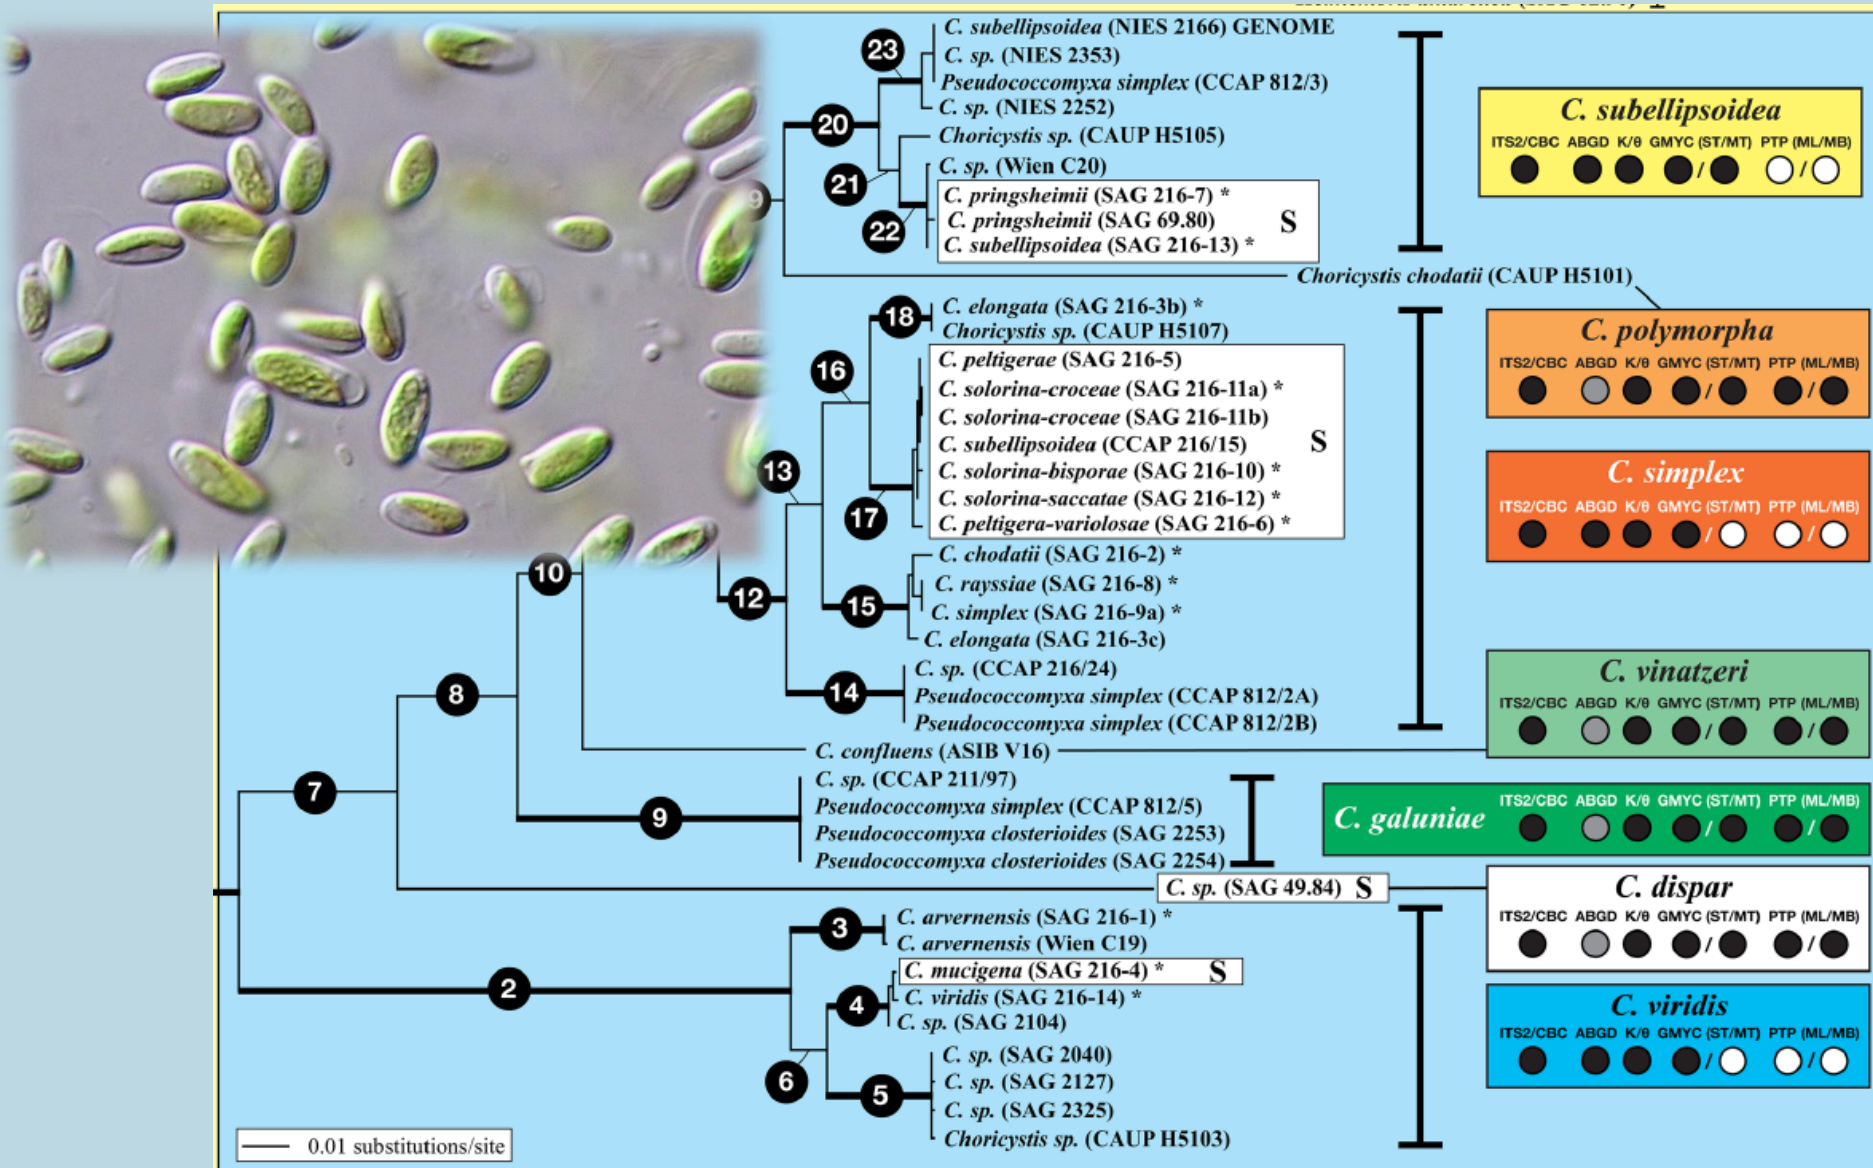 C. subellipsoidea (NIES 2166) GENOME
C. sp. (NIES 2353)
Pseudococcomyxa simplex (CCAP 812/3)
C. sp. (NIES 2252)
Choricystis sp. (CAUP H5105)
C. sp. (Wien C20)
C. pringsheimii (SAG 216-7) *
C. pringsheimii (SAG 69.80)
C. subellipsoidea (SAG 216-13) *
S
23
20
21
22
9
Choricystis chodatii (CAUP H5101)
C. elongata (SAG 216-3b) *
Choricystis sp. (CAUP H5107)
C. peltigerae (SAG 216-5)
C. solorina-croceae (SAG 216-11a) *
C. solorina-croceae (SAG 216-11b)
C. subellipsoidea (CCAP 216/15)
C. solorina-bisporae (SAG 216-10) *
C. solorina-saccatae (SAG 216-12) *
C. peltigera-variolosae (SAG 216-6) *
S
18
16
13
17
C. chodatii (SAG 216-2) *
C. rayssiae (SAG 216-8) *
C. simplex (SAG 216-9a) *
C. elongata (SAG 216-3c)
10
12
15
C. sp. (CCAP 216/24)
Pseudococcomyxa simplex (CCAP 812/2A)
Pseudococcomyxa simplex (CCAP 812/2B)
14
8
C. confluens (ASIB V16)
C. sp. (CCAP 211/97)
Pseudococcomyxa simplex (CCAP 812/5)
Pseudococcomyxa closterioides (SAG 2253)
Pseudococcomyxa closterioides (SAG 2254)
7
9
C. sp. (SAG 49.84) S
C. arvernensis (SAG 216-1) *
C. arvernensis (Wien C19)
C. mucigena (SAG 216-4) * S
C. viridis (SAG 216-14) *
C. sp. (SAG 2104)
3
2
4
C. sp. (SAG 2040)
C. sp. (SAG 2127)
C. sp. (SAG 2325)
Choricystis sp. (CAUP H5103)
6
5
0.01 substitutions/site
C. subellipsoidea
ITS2/CBC ABGD K/θ GMYC (ST/MT) PTP (ML/MB)
/ /
C. polymorpha
ITS2/CBC ABGD K/θ GMYC (ST/MT) PTP (ML/MB)
/ /
C. simplex
ITS2/CBC ABGD K/θ GMYC (ST/MT) PTP (ML/MB)
/ /
C. vinatzeri
ITS2/CBC ABGD K/θ GMYC (ST/MT) PTP (ML/MB)
/ /
C. galuniae
ITS2/CBC ABGD K/θ GMYC (ST/MT) PTP (ML/MB)
/ /
C. dispar
ITS2/CBC ABGD K/θ GMYC (ST/MT) PTP (ML/MB)
/ /
C. viridis
ITS2/CBC ABGD K/θ GMYC (ST/MT) PTP (ML/MB)
/ /